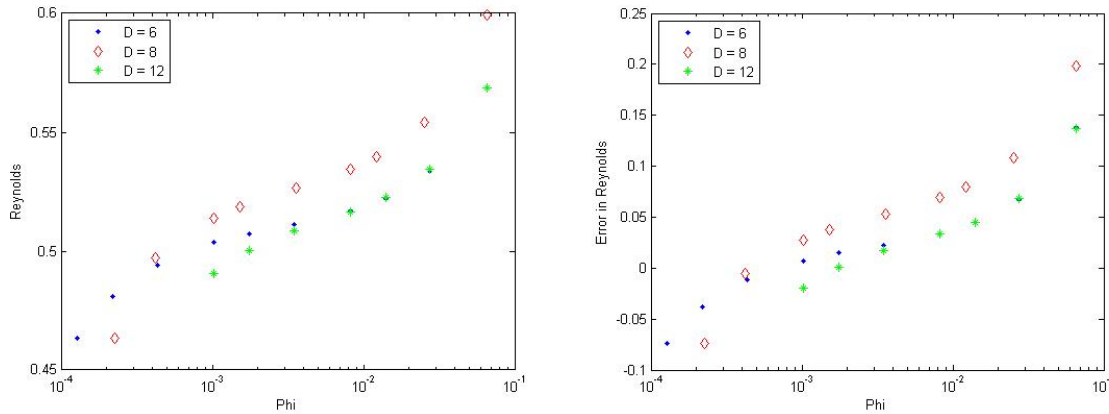 0.6
0.55
0.5
0.45
Reynolds
D = 6
D = 8
D = 12
10^-4
10^-3
10^-2
10^-1
Phi
0.25
0.2
0.15
0.1
0.05
0
-0.05
-0.1
Error in Reynolds
D = 6
D = 8
D = 12
10^-4
10^-3
10^-2
10^-1
Phi